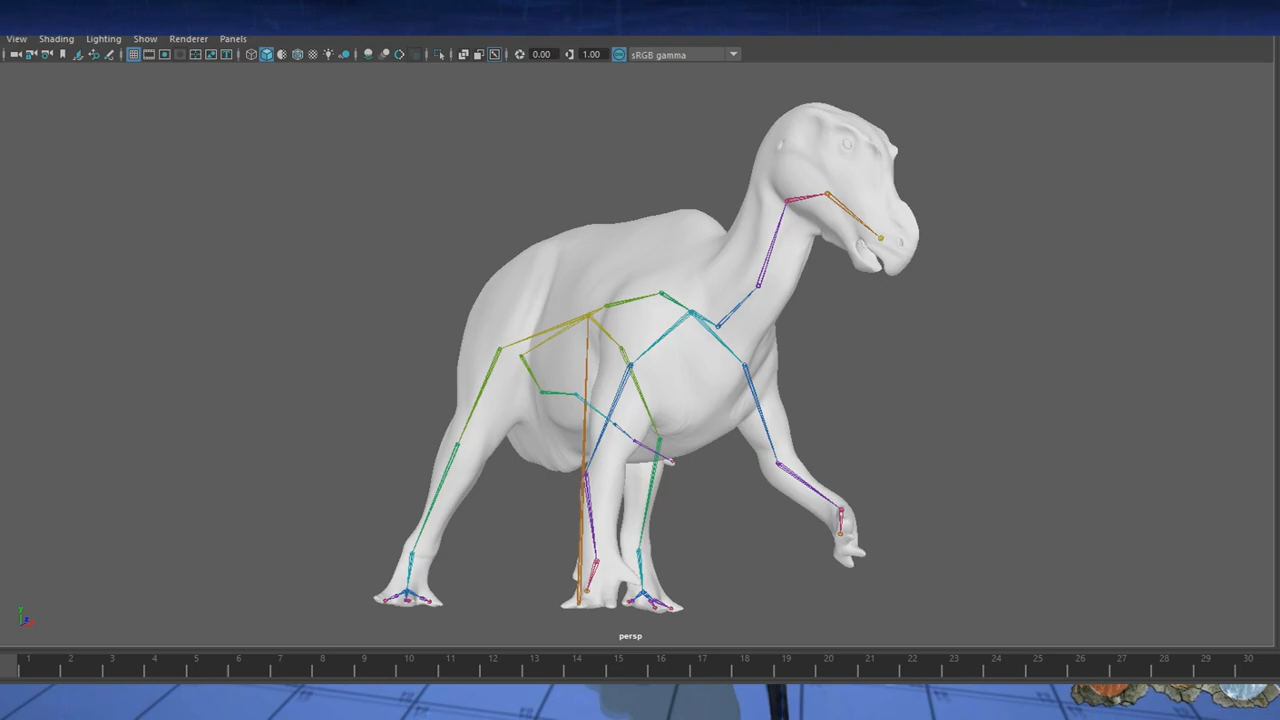 View Shading Lighting Show Renderer Panels
0.00 1.00 sRGB gamma
y
z
persp
1 2 3 4 5 6 7 8 9 10 11 12 13 14 15 16 17 18 19 20 21 22 23 24 25 26 27 28 29 30